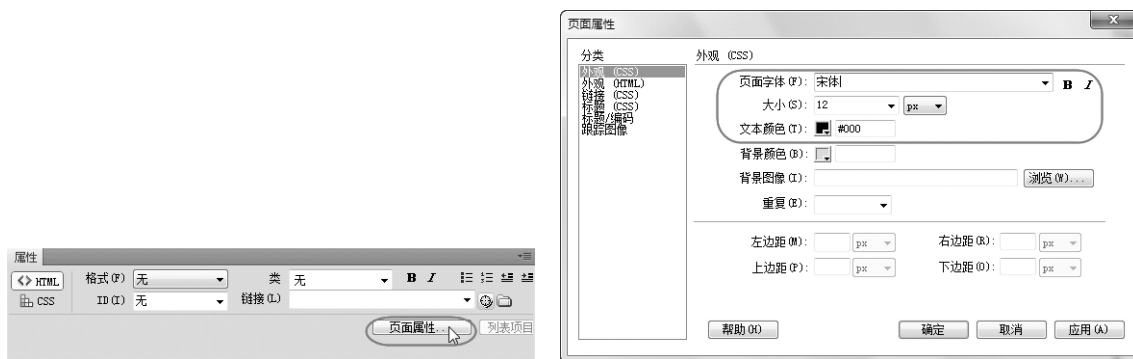 属性
<> HTML 格式(F) 无 类 无 B I
CSS ID(I) 无 链接(L)
页面属性... 列表项目
页面属性
分类
外观 (CSS)
外观 (HTML)
链接 (CSS)
标题 (CSS)
标题/编码
跟踪图像
外观 (CSS)
页面字体(F): 宋体 B I
大小(S): 12 px
文本颜色(T): #000
背景颜色(B):
背景图像(I): 浏览(W)...
重复(E):
左边距(M): px 右边距(R): px
上边距(P): px 下边距(O): px
帮助(H) 确定 取消 应用(A)